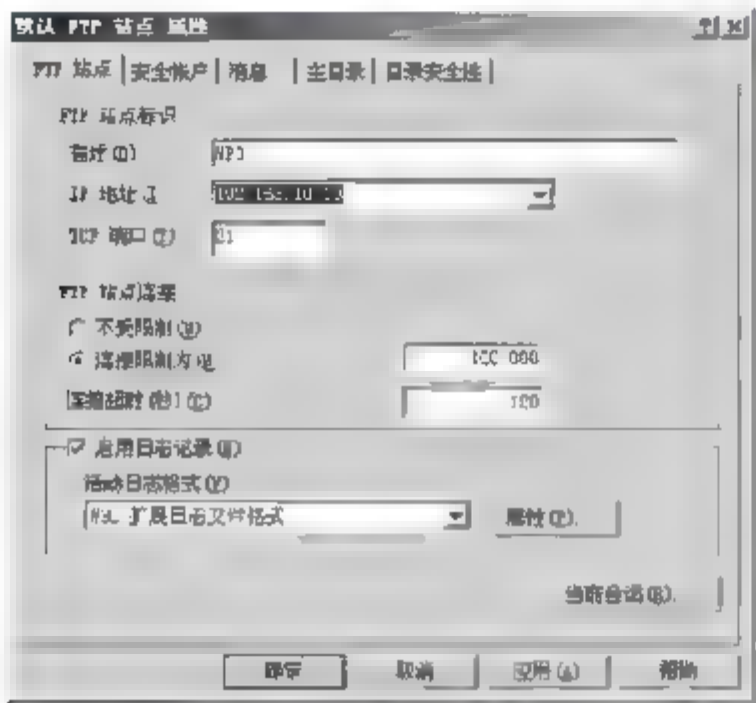 默认 FTP 站点 属性
FTP 站点 安全帐户 消息 主目录 目录安全性
FTP 站点标识
描述(D)
IP 地址(I)
TCP 端口(T) 21
FTP 站点连接
不受限制(U)
连接限制为(L) 100 000
连接超时(秒)(C) 120
启用日志记录(E)
活动日志格式(V)
W3C 扩展日志文件格式 属性(P).
当前会话(R).
确定 取消 应用(A) 帮助